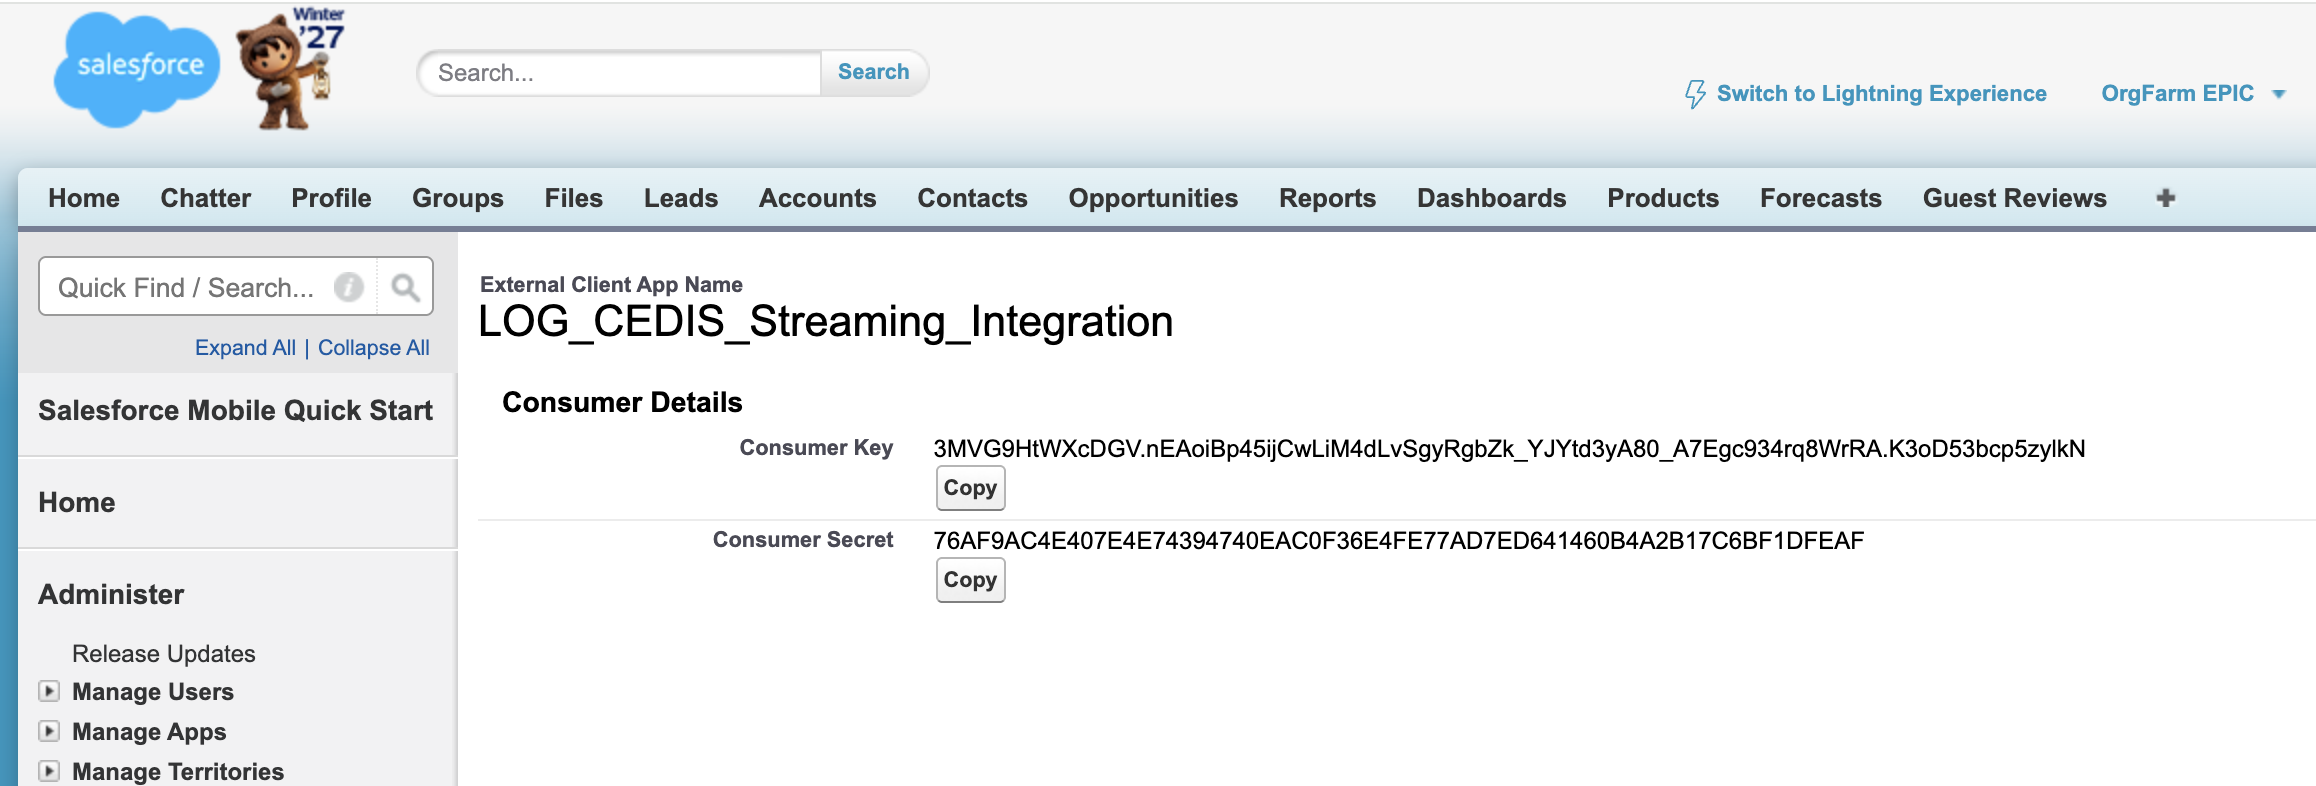 salesforce
Winter
'27
Search...
Search
Switch to Lightning Experience
OrgFarm EPIC
Home Chatter Profile Groups Files Leads Accounts Contacts Opportunities Reports Dashboards Products Forecasts Guest Reviews
Quick Find / Search...
Expand All | Collapse All
Salesforce Mobile Quick Start
Home
Administer
Release Updates
Manage Users
Manage Apps
Manage Territories
External Client App Name
LOG_CEDIS_Streaming_Integration
Consumer Details
Consumer Key 3MVG9HtWXcDGV.nEAoiBp45ijCwLiM4dLvSgyRgbZk_YJYtd3yA80_A7Egc934rq8WrRA.K3oD53bcp5zylkN
Copy
Consumer Secret 76AF9AC4E407E4E74394740EAC0F36E4FE77AD7ED641460B4A2B17C6BF1DFEAF
Copy